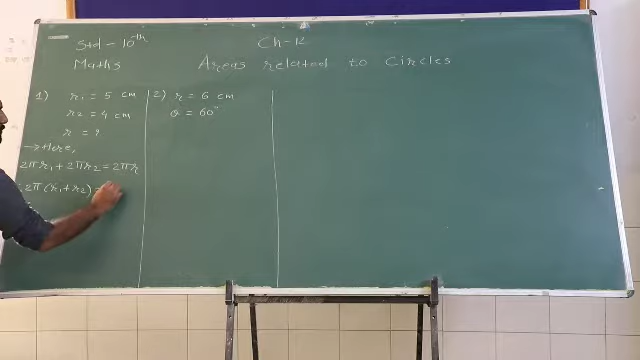 Std - 10th
Ch-12
Maths
Areas related to Circles
1) r1 = 5 cm
r2 = 4 cm
r = ?
→ Here,
2πr1 + 2πr2 = 2πr
∴ 2π(r1 + r2) =
2) r = 6 cm
θ = 60°